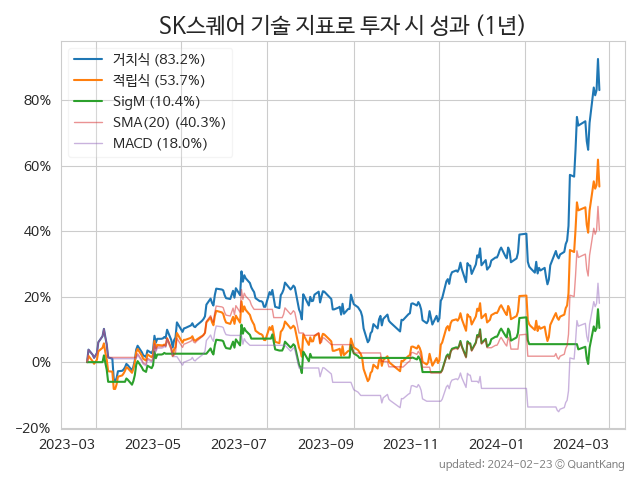 SK스퀘어 기술 지표로 투자 시 성과 (1년)
거치식 (83.2%)
적립식 (53.7%)
SigM (10.4%)
SMA(20) (40.3%)
MACD (18.0%)
80%
60%
40%
20%
0%
−20%
2023-03 2023-05 2023-07 2023-09 2023-11 2024-01 2024-03
updated: 2024-02-23 © QuantKang